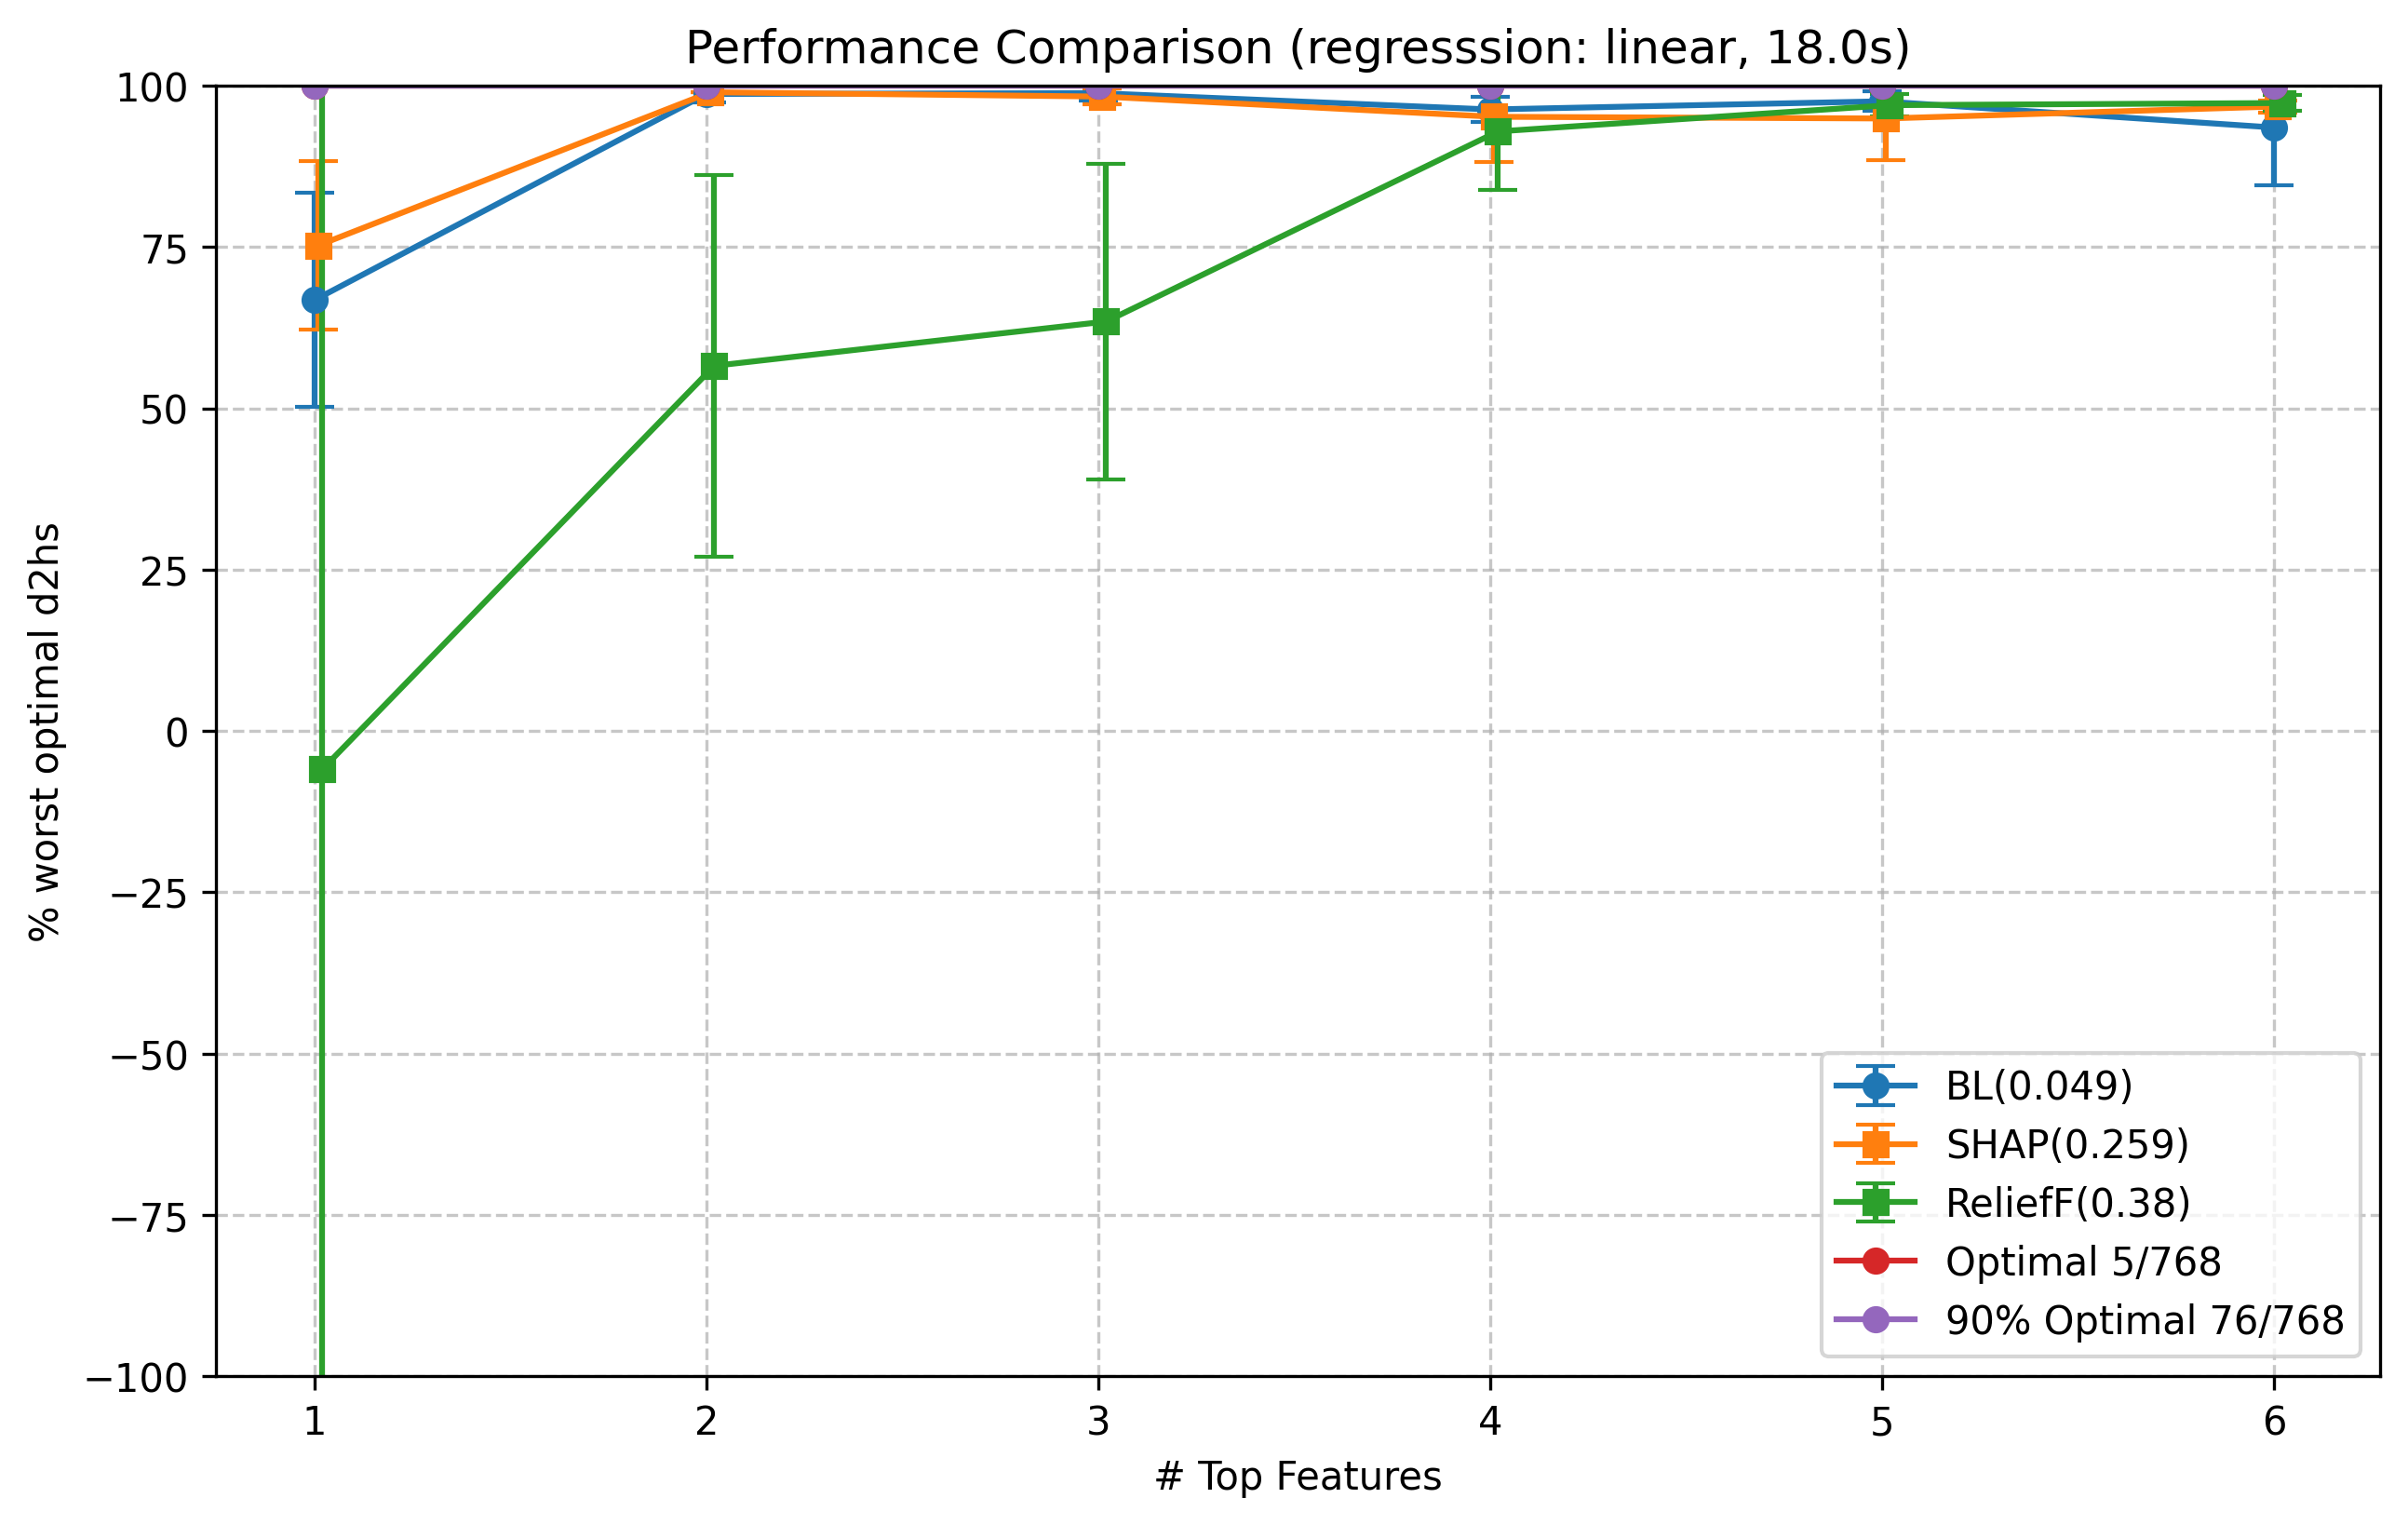 Performance Comparison (regresssion: linear, 18.0s)
% worst optimal d2hs
100
75
50
25
0
−25
−50
−75
−100
1 2 3 4 5 6
# Top Features
BL(0.049)
SHAP(0.259)
ReliefF(0.38)
Optimal 5/768
90% Optimal 76/768